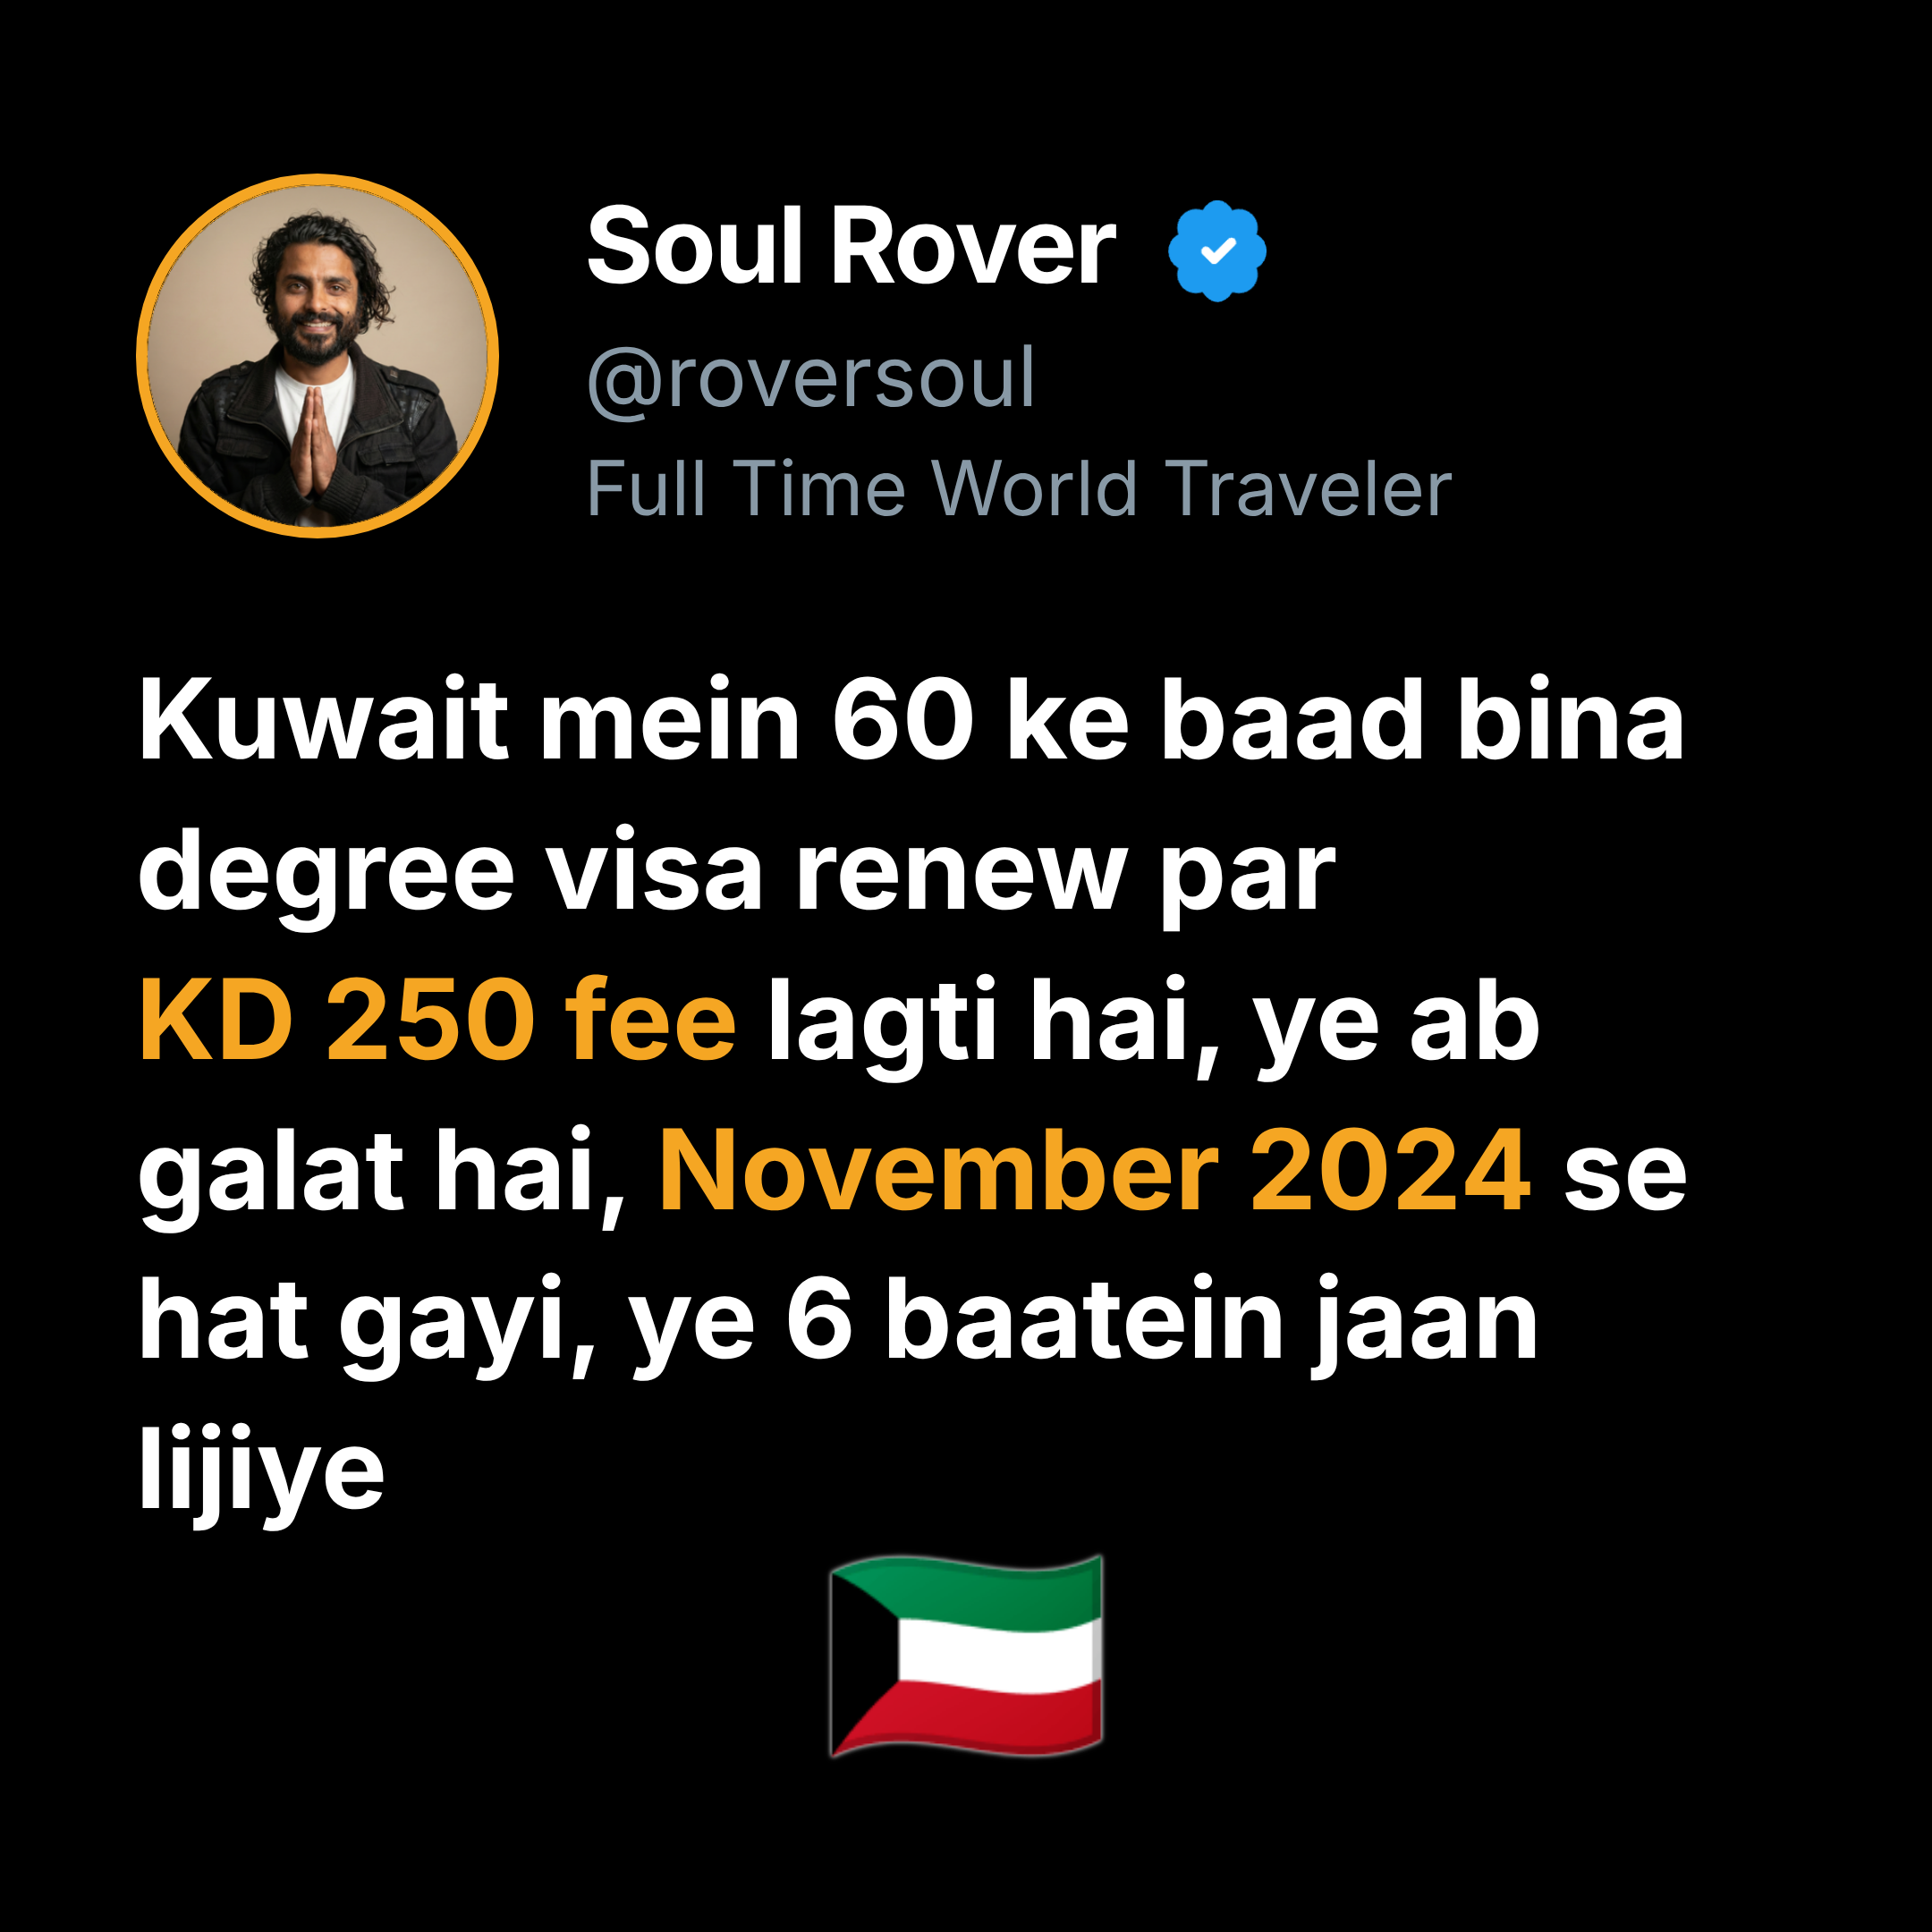 Soul Rover
@roversoul
Full Time World Traveler
Kuwait mein 60 ke baad bina
degree visa renew par
KD 250 fee lagti hai, ye ab
galat hai, November 2024 se
hat gayi, ye 6 baatein jaan
lijiye